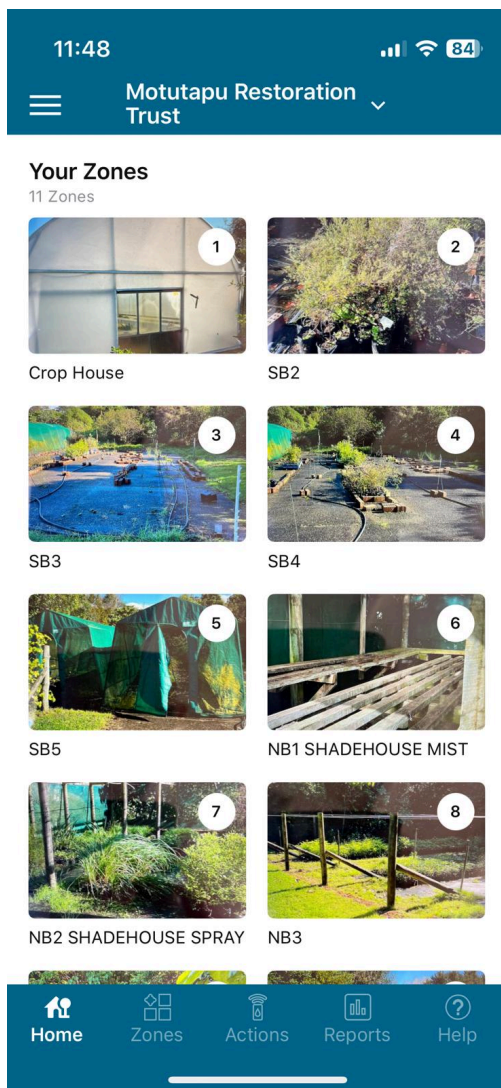 11:48
84
Motutapu Restoration
Trust
Your Zones
11 Zones
1
2
Crop House
SB2
3
4
SB3
SB4
5
6
SB5
NB1 SHADEHOUSE MIST
7
8
NB2 SHADEHOUSE SPRAY
NB3
Home
Zones
Actions
Reports
Help